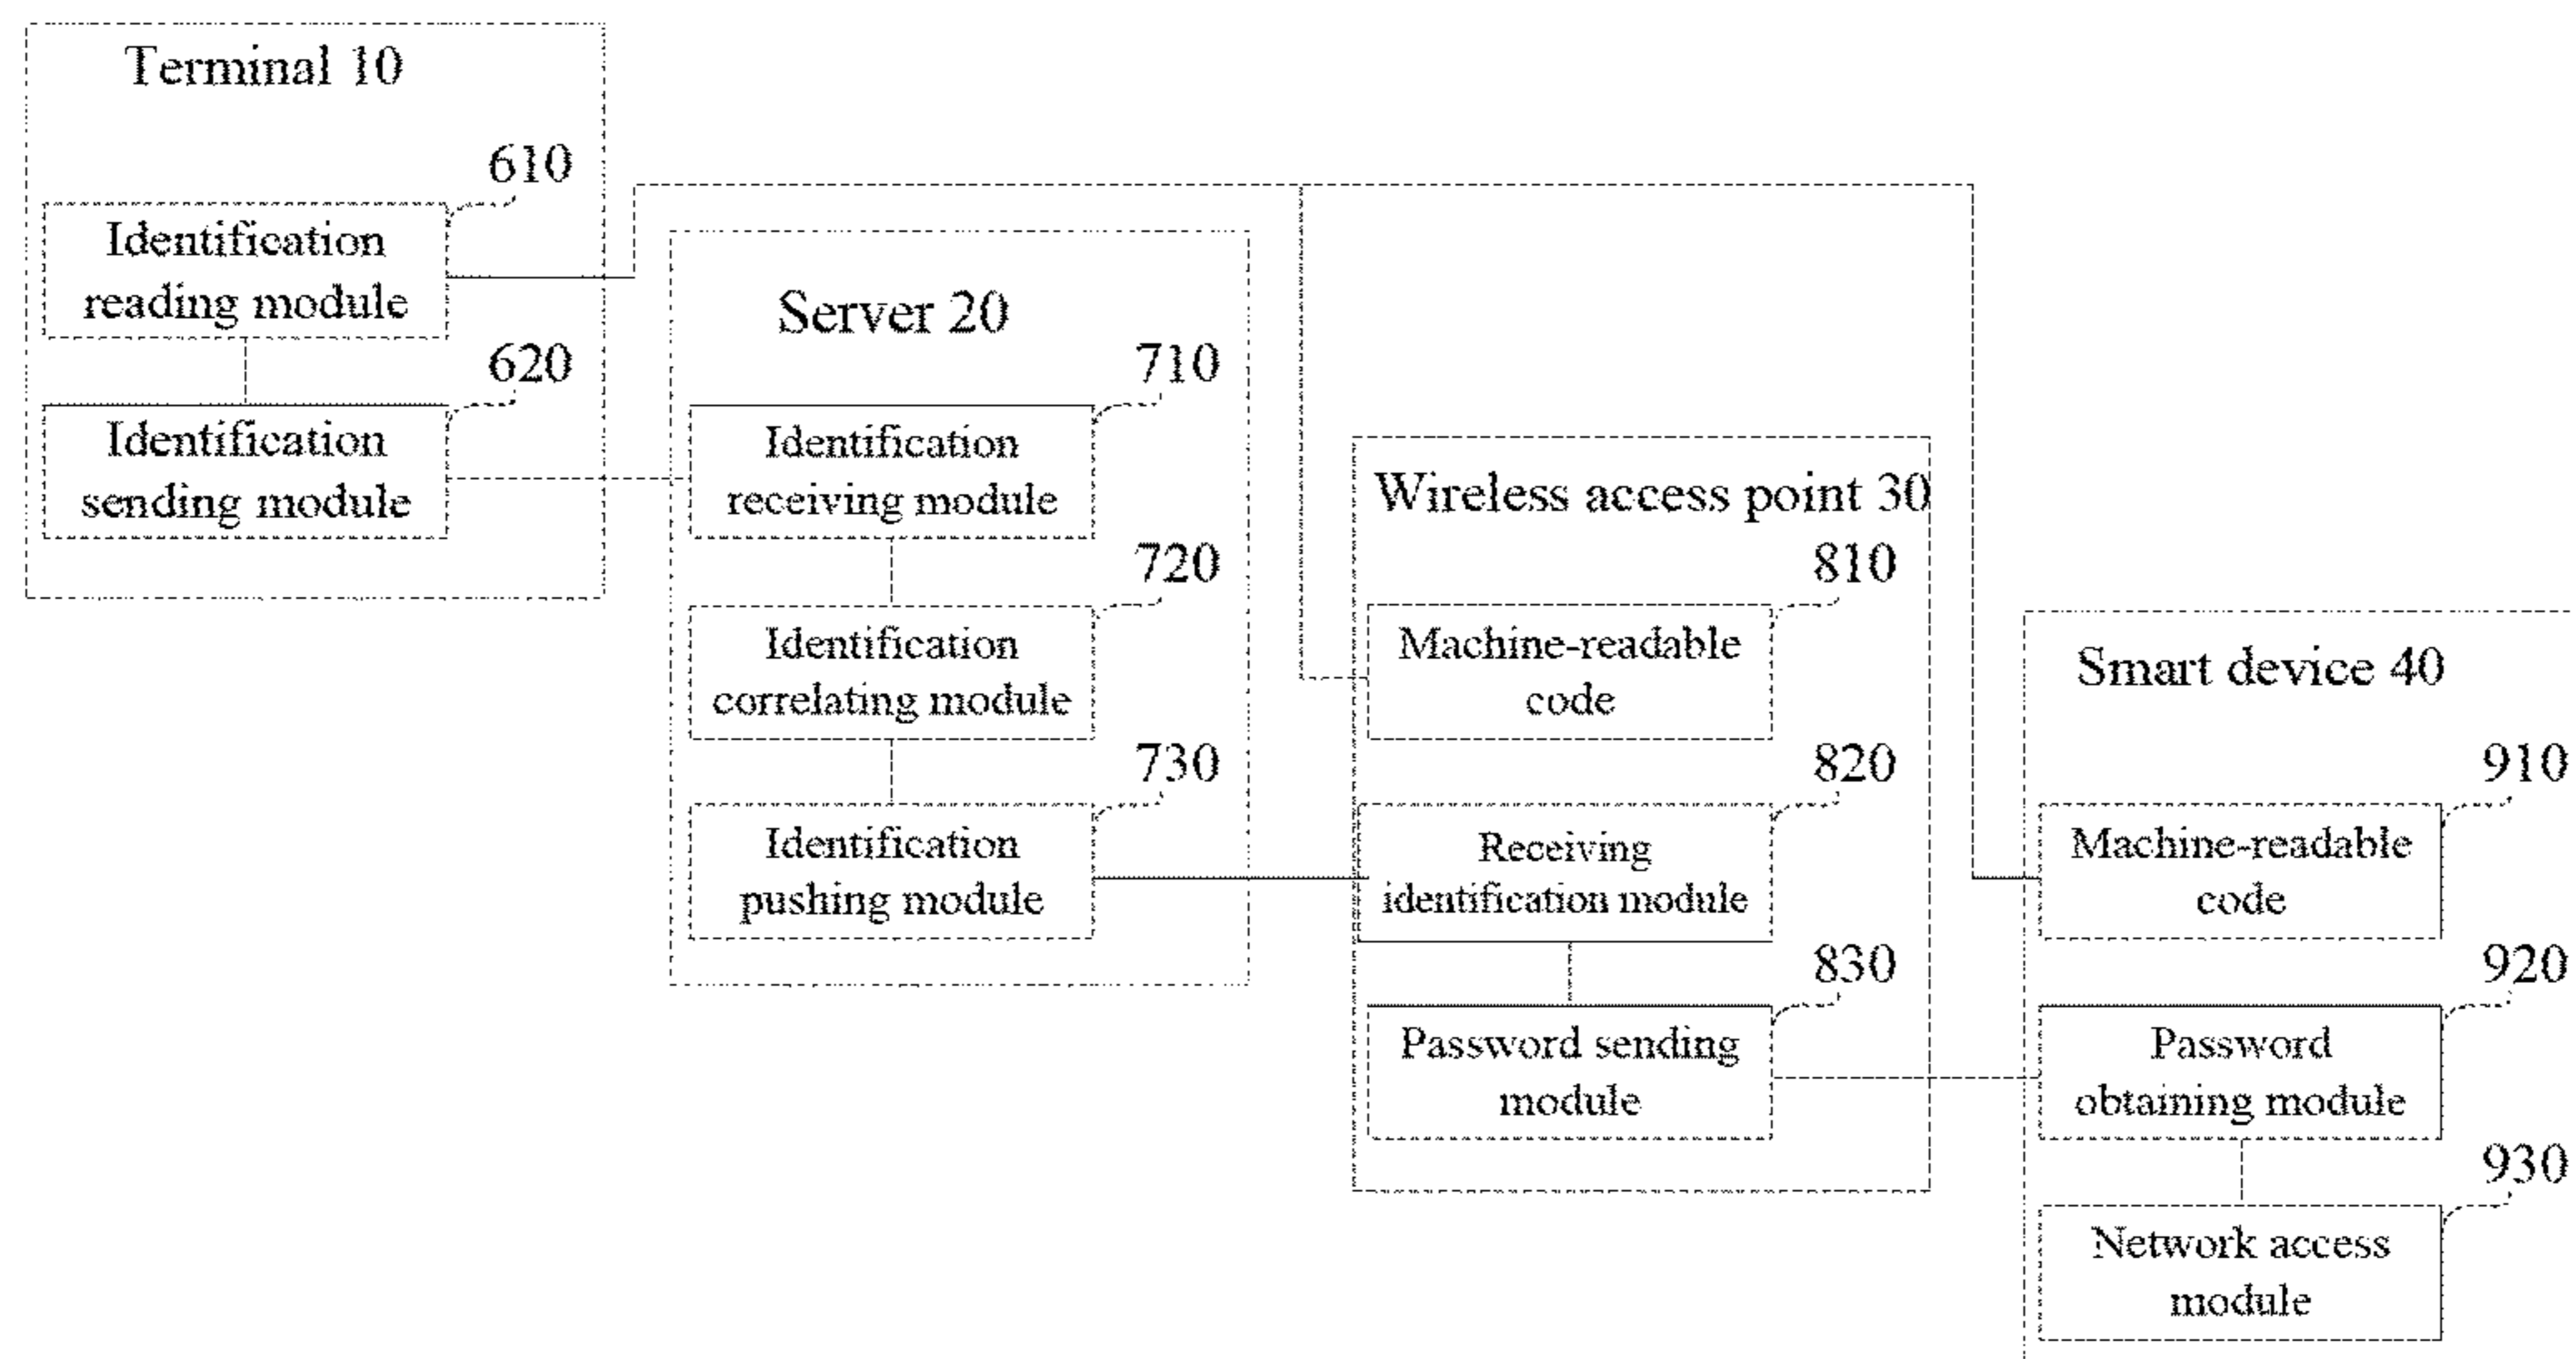 Terminal 10
610
Identification
reading module
620
Identification
sending module
Server 20
710
Identification
receiving module
720
Identification
correlating module
730
Identification
pushing module
Wireless access point 30
810
Machine-readable
code
820
Receiving
identification module
830
Password sending
module
Smart device 40
910
Machine-readable
code
920
Password
obtaining module
930
Network access
module